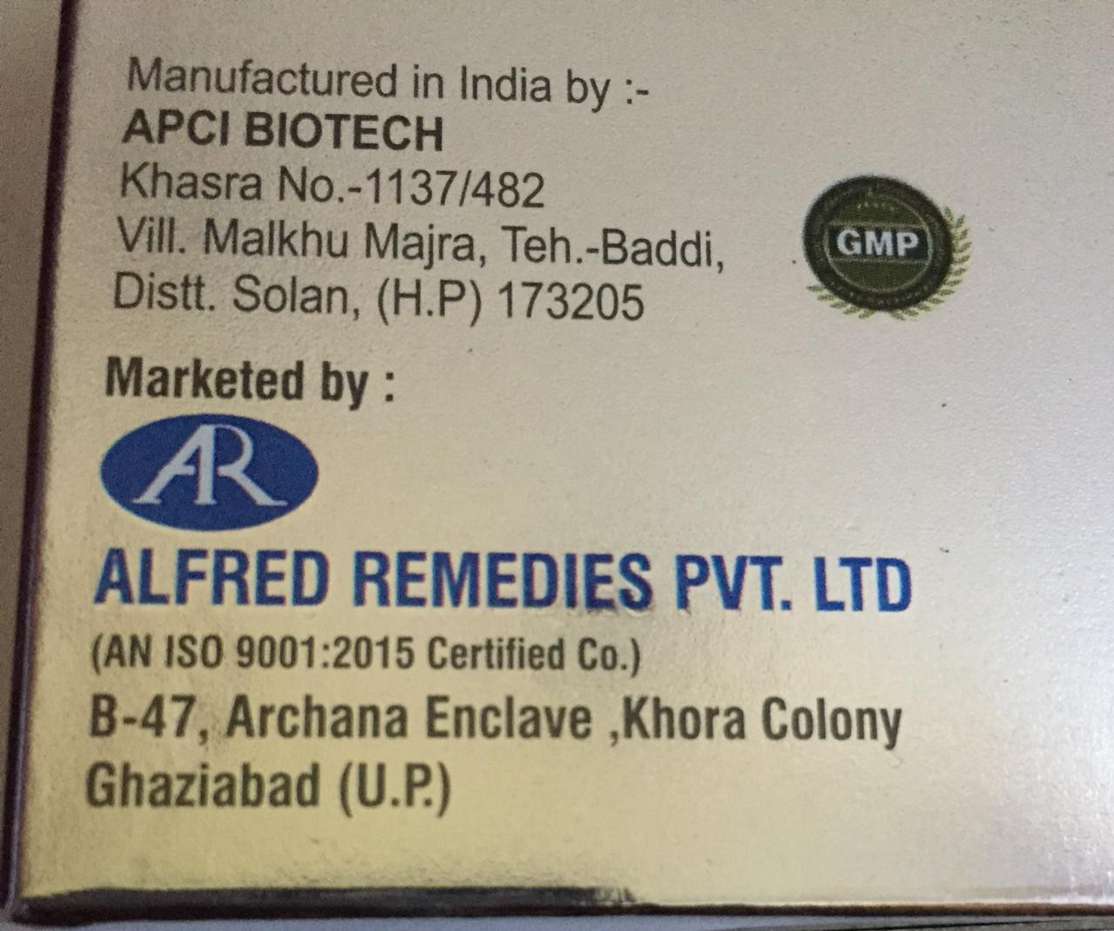 Manufactured in India by :-
APCI BIOTECH
Khasra No.-1137/482
Vill. Malkhu Majra, Teh.-Baddi,
Distt. Solan, (H.P) 173205
GMP
Marketed by :
AR
ALFRED REMEDIES PVT. LTD
(AN ISO 9001:2015 Certified Co.)
B-47, Archana Enclave ,Khora Colony
Ghaziabad (U.P.)